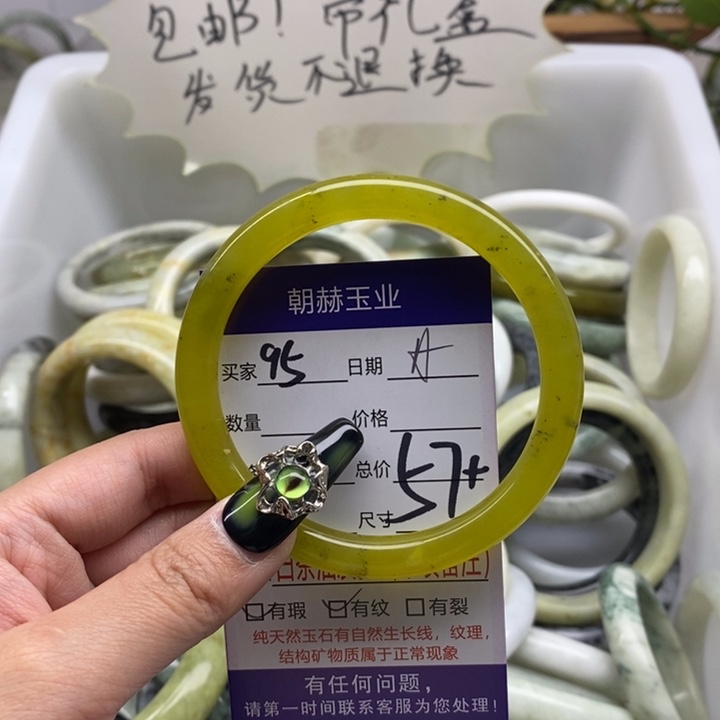 包邮！带礼盒
发货不退换
朝赫玉业
买家 95 日期 A
数量 价格
总价 57+
尺寸
有瑕 有纹 有裂
纯天然玉石有自然生长线，纹理，
结构矿物质属于正常现象
有任何问题，
请第一时间联系客服为您处理！